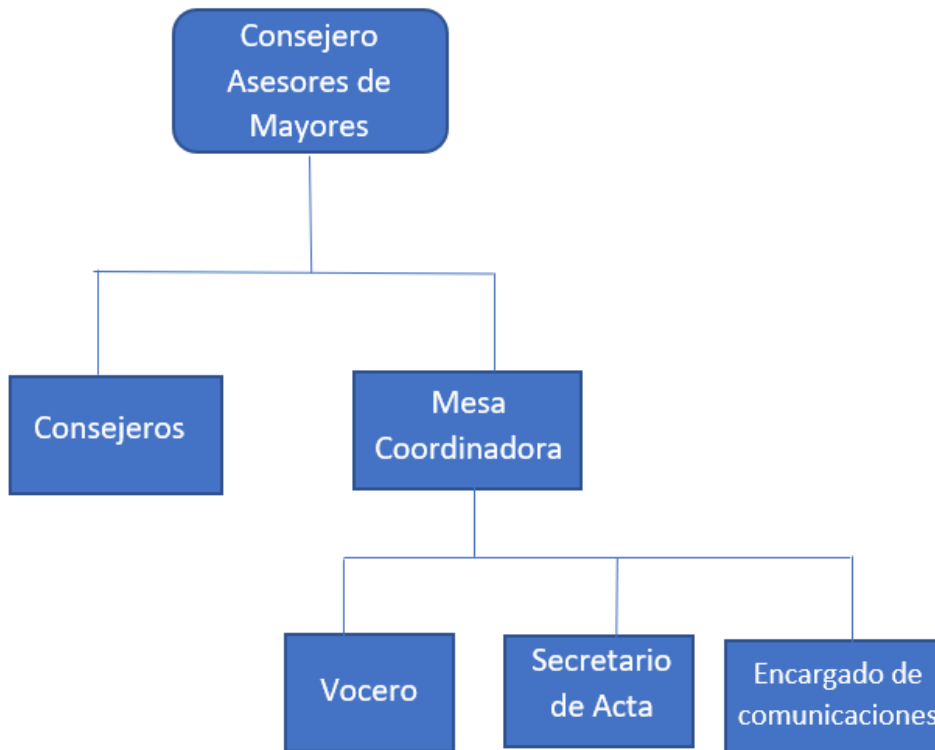 Consejero
Asesores de
Mayores
Consejeros
Mesa
Coordinadora
Vocero
Secretario
de Acta
Encargado de
comunicaciones